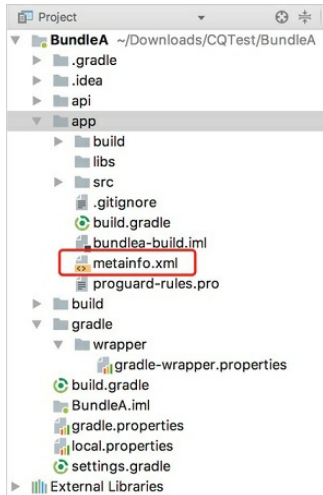 Project
BundleA ~/Downloads/CQTest/BundleA
.gradle
.idea
api
app
build
libs
src
.gitignore
build.gradle
bundlea-build.iml
metainfo.xml
proguard-rules.pro
build
gradle
wrapper
gradle-wrapper.properties
build.gradle
BundleA.iml
gradle.properties
local.properties
settings.gradle
External Libraries